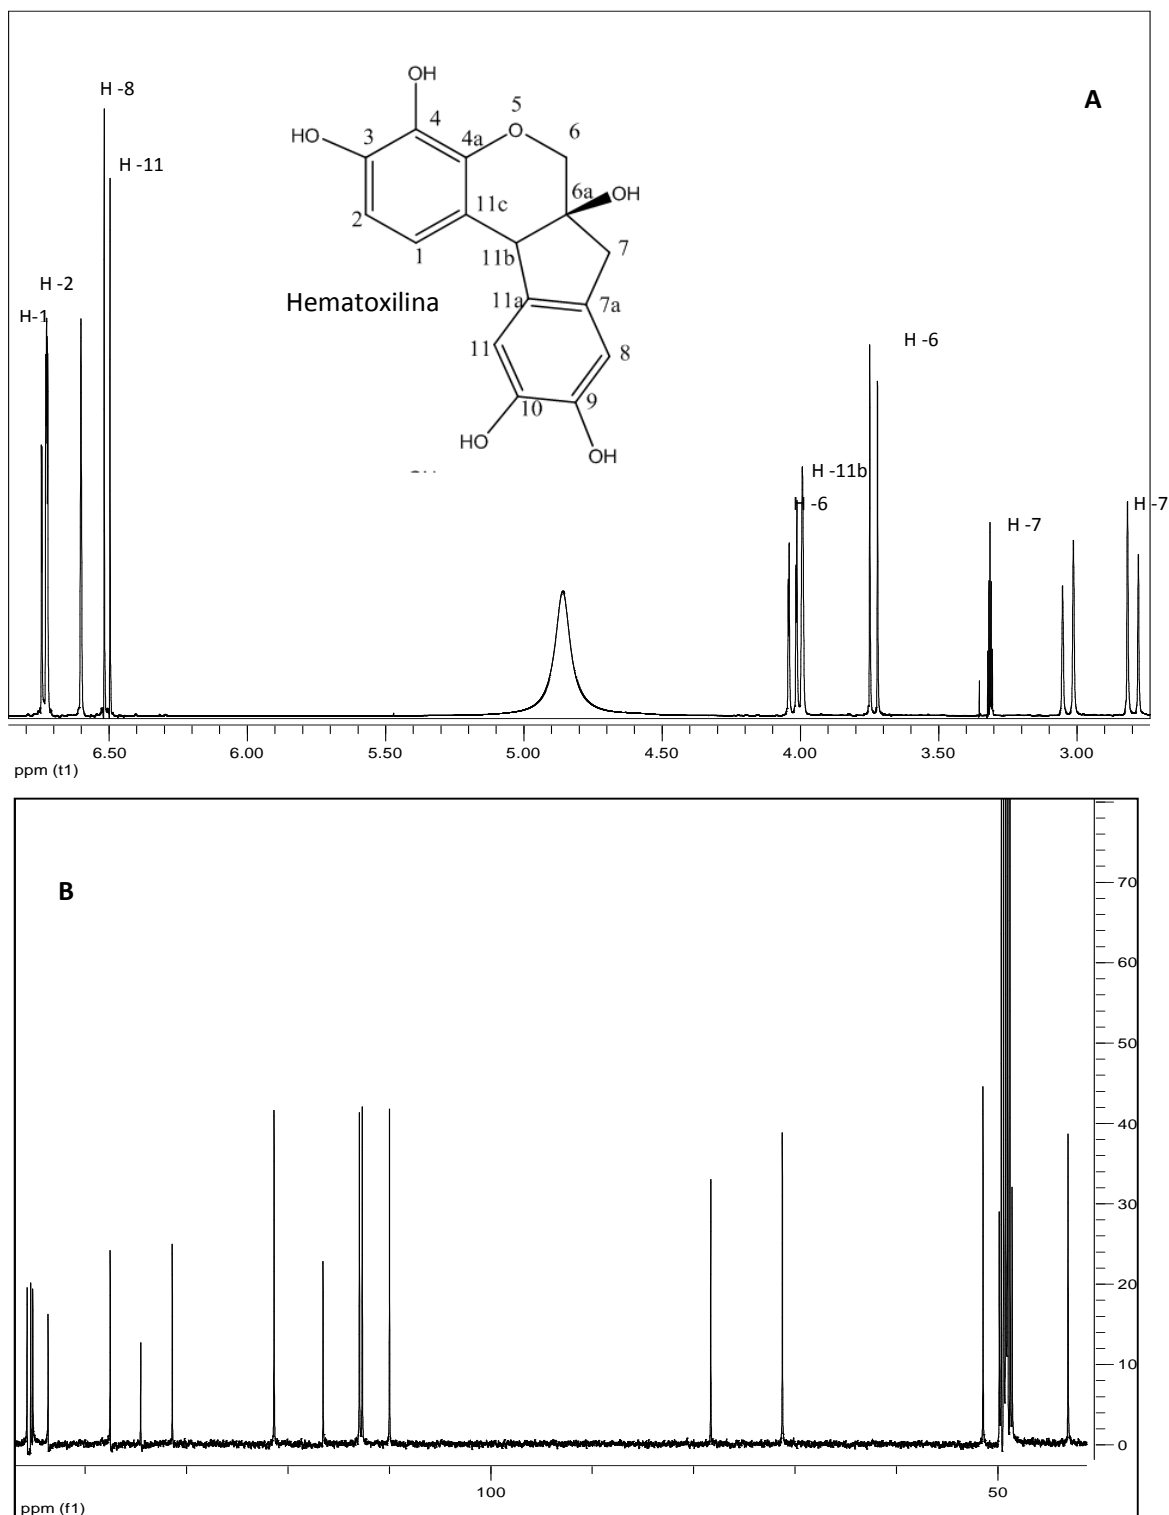 A
H -8
H -11
H -2
H-1
OH
HO
3
4
4a
O
5
6
6a
OH
2
1
11c
11b
7
Hematoxilina
11a
7a
11
8
10
9
HO
OH
H -6
H -11b
H -6
H -7
H -7
6.50 6.00 5.50 5.00 4.50 4.00 3.50 3.00
ppm (t1)
B
70
60
50
40
30
20
10
0
100 50
ppm (f1)